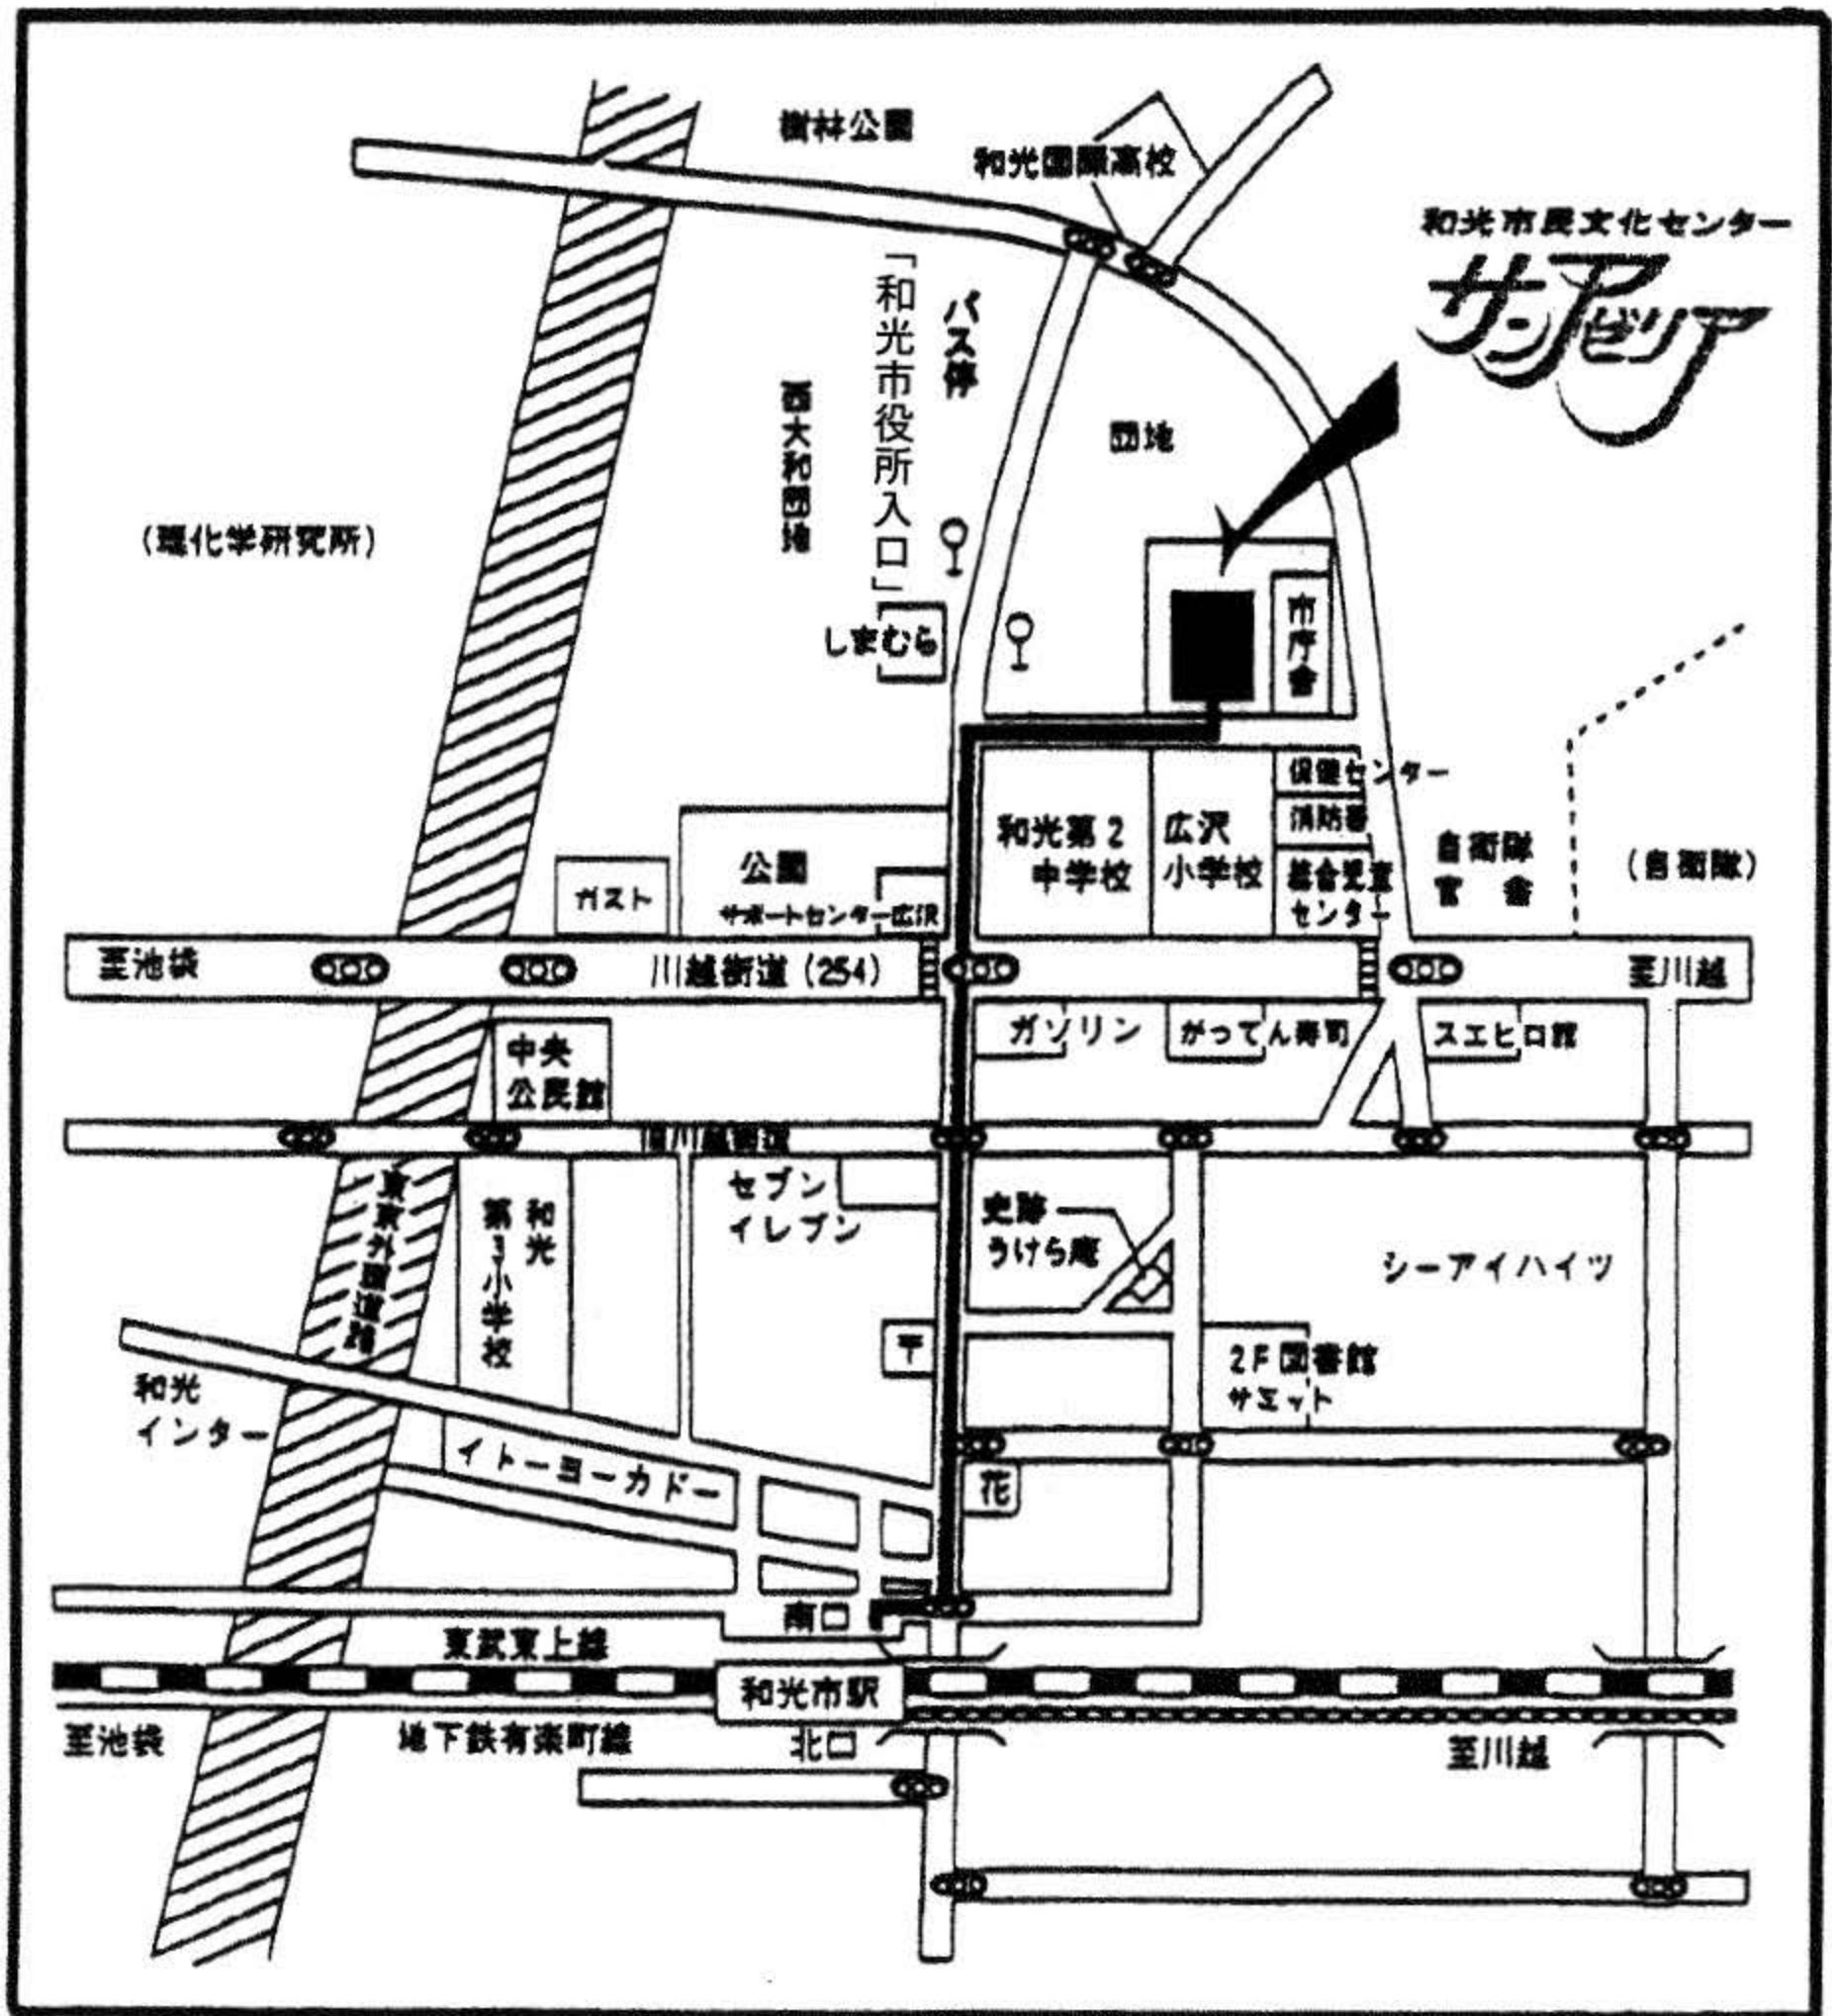 樹林公園
和光国際高校
和光市民文化センター
サンアゼリア
バス停
「和光市役所入口」
西大和団地
団地
(理化学研究所)
しまむら
市庁舎
保健センター
消防署
総合児童
センター
和光第2
中学校
広沢
小学校
自衛隊
官舎
(自衛隊)
公園
ガスト
サポートセンター広沢
至池袋
川越街道(254)
至川越
ガソリン
がってん寿司
スエヒロ館
中央
公民館
旧川越街道
セブン
イレブン
東京外環道路
和光
第3小学校
史跡
うけら庵
シーアイハイツ
〒
2F図書館
サミット
和光
インター
イトーヨーカドー
花
南口
東武東上線
和光市駅
至池袋
地下鉄有楽町線
北口
至川越